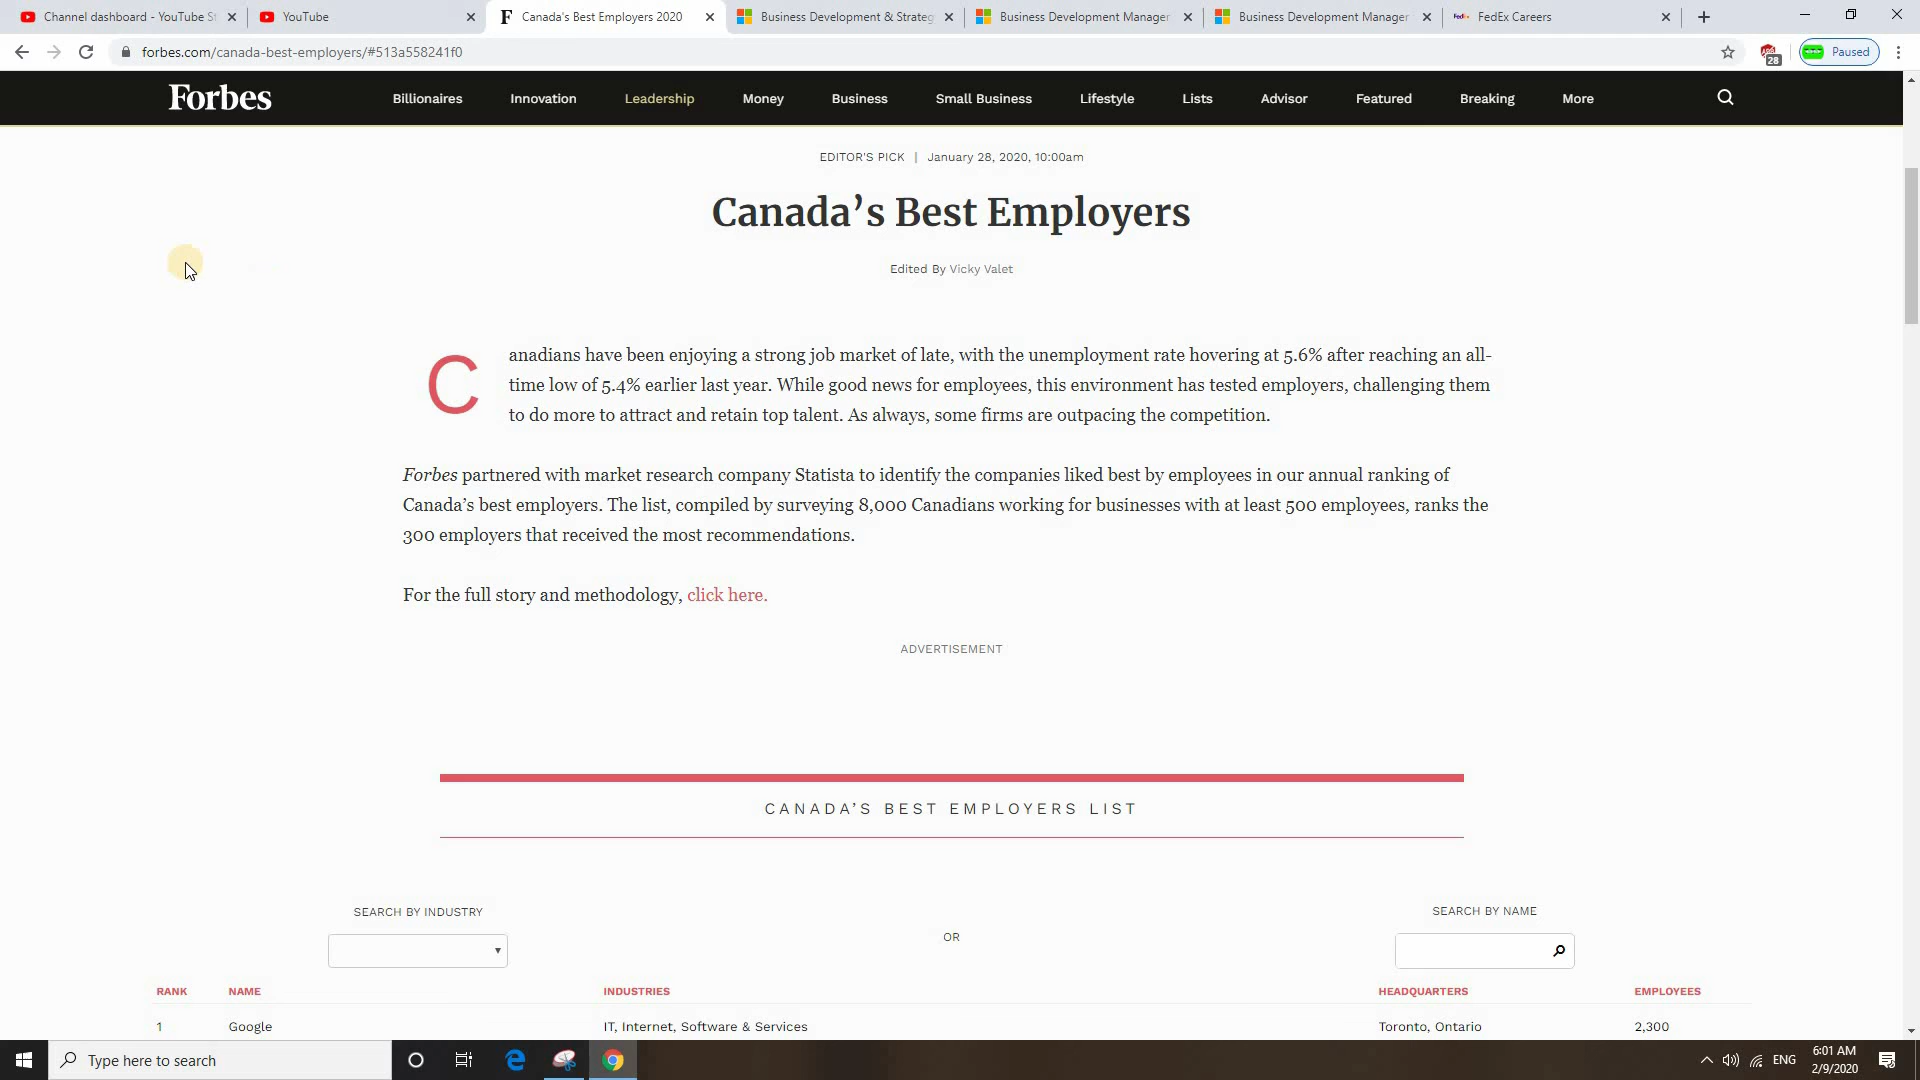 Channel dashboard - YouTube St
YouTube
Canada's Best Employers 2020
Business Development & Strateg
Business Development Manager
Business Development Manager
FedEx Careers
forbes.com/canada-best-employers/#513a558241f0
28
Paused
Forbes
Billionaires
Innovation
Leadership
Money
Business
Small Business
Lifestyle
Lists
Advisor
Featured
Breaking
More
EDITOR'S PICK | January 28, 2020, 10:00am
Canada’s Best Employers
Edited By Vicky Valet
Canadians have been enjoying a strong job market of late, with the unemployment rate hovering at 5.6% after reaching an all-
time low of 5.4% earlier last year. While good news for employees, this environment has tested employers, challenging them
to do more to attract and retain top talent. As always, some firms are outpacing the competition.
Forbes partnered with market research company Statista to identify the companies liked best by employees in our annual ranking of
Canada’s best employers. The list, compiled by surveying 8,000 Canadians working for businesses with at least 500 employees, ranks the
300 employers that received the most recommendations.
For the full story and methodology, click here.
ADVERTISEMENT
CANADA’S BEST EMPLOYERS LIST
SEARCH BY INDUSTRY
OR
SEARCH BY NAME
RANK NAME INDUSTRIES HEADQUARTERS EMPLOYEES
1 Google IT, Internet, Software & Services Toronto, Ontario 2,300
Type here to search
ENG
6:01 AM
2/9/2020